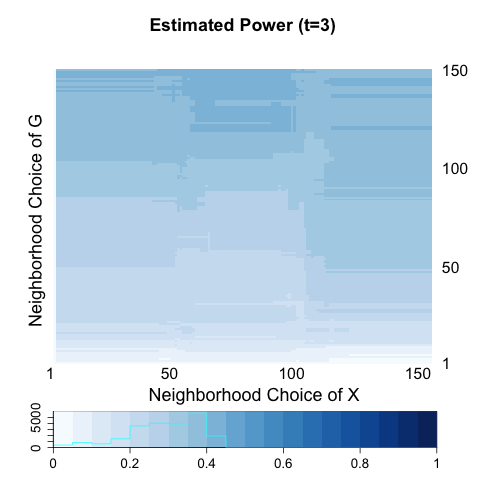 Estimated Power (t=3)
Neighborhood Choice of G
150
100
50
1
1 50 100 150
Neighborhood Choice of X
0 5000
0 0.2 0.4 0.6 0.8 1